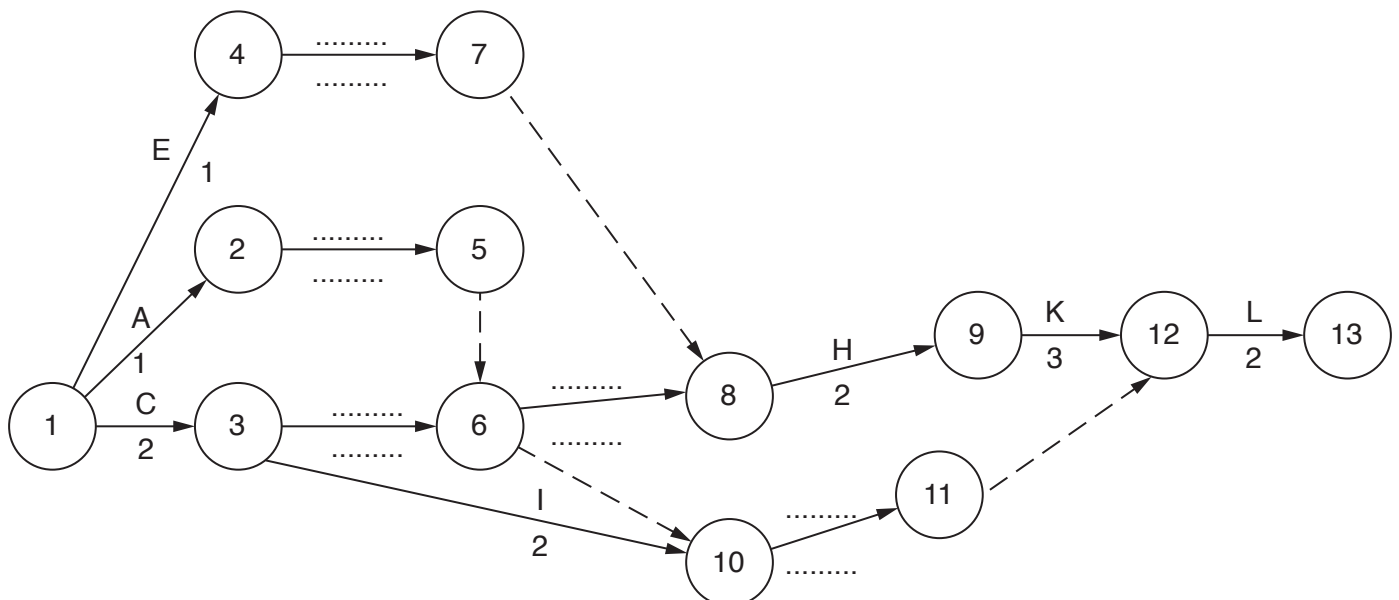 4 ......... 7
.........
E
1
2 ......... 5
.........
A
1
9 K 12 L 13
3 2
H
2
......... 8
1 C 3 ......... 6
2 ......... .........
I
2
11
.........
10 .........